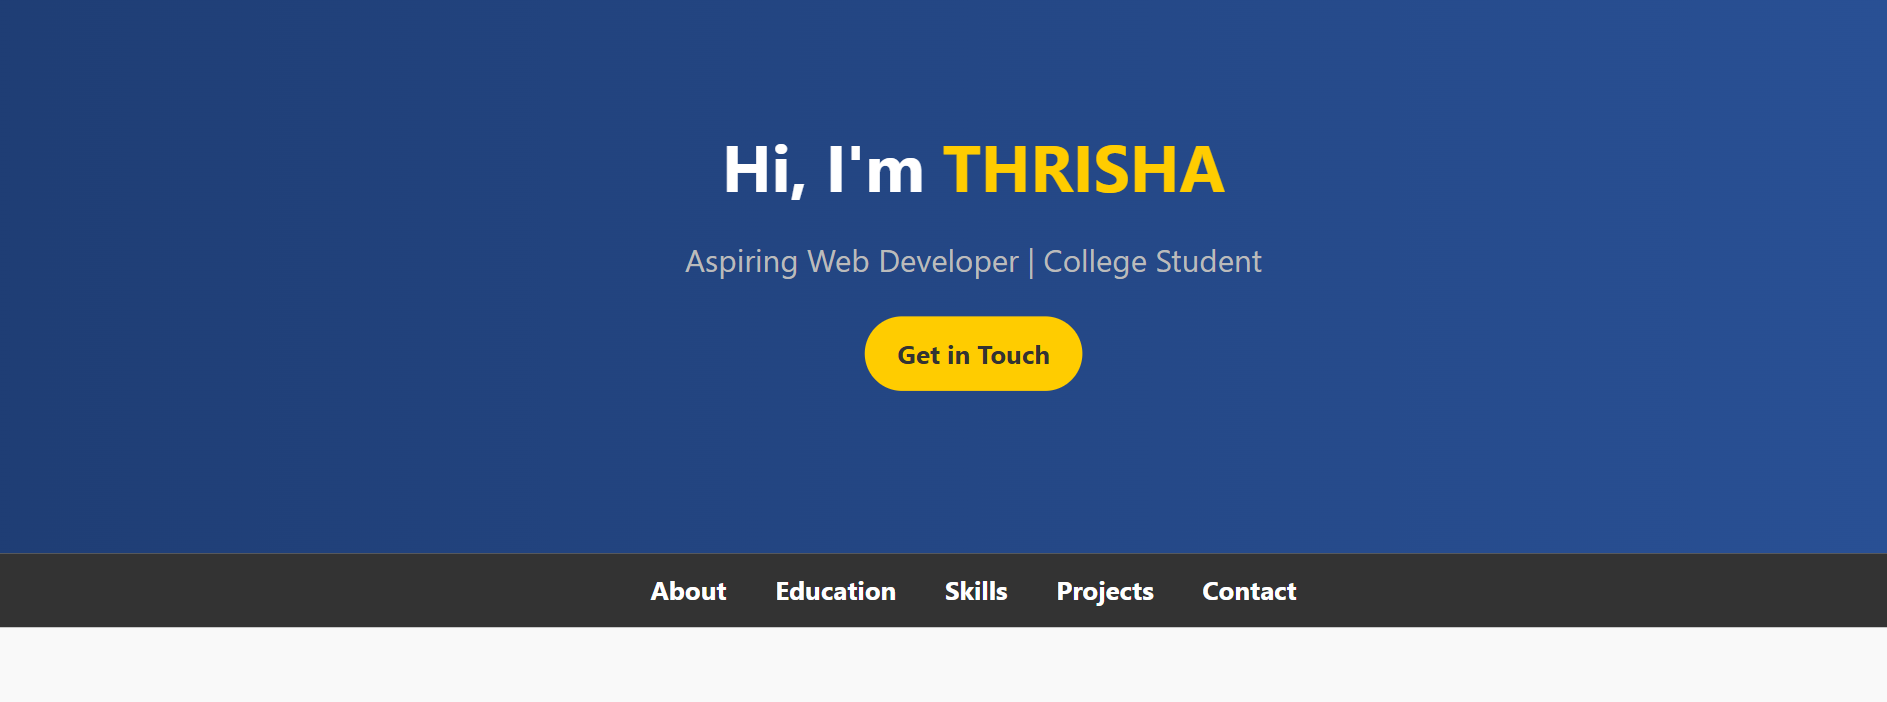 Hi, I'm THRISHA
Aspiring Web Developer | College Student
Get in Touch
About Education Skills Projects Contact